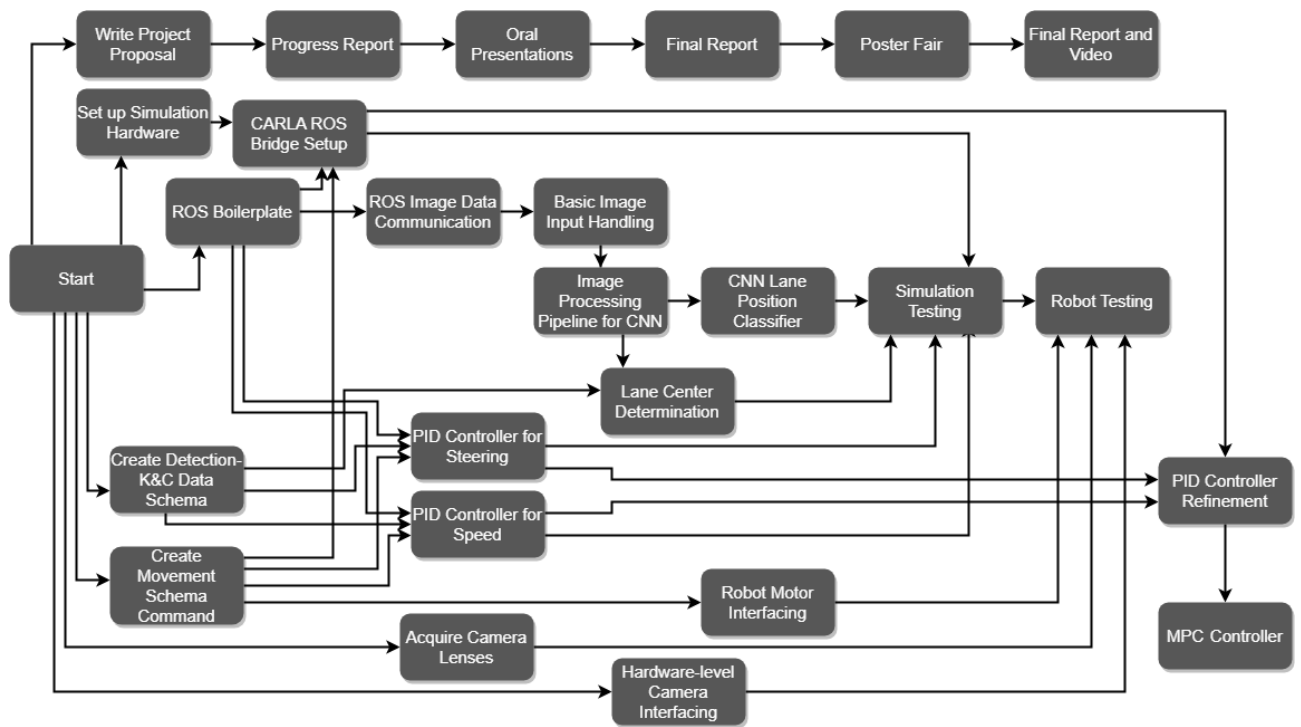 Write Project
Proposal
Progress Report
Oral
Presentations
Final Report
Poster Fair
Final Report and
Video
Set up Simulation
Hardware
CARLA ROS
Bridge Setup
ROS Boilerplate
ROS Image Data
Communication
Basic Image
Input Handling
Start
Image
Processing
Pipeline for CNN
CNN Lane
Position
Classifier
Simulation
Testing
Robot Testing
Lane Center
Determination
PID Controller for
Steering
Create Detection-
K&C Data
Schema
PID Controller
Refinement
PID Controller for
Speed
Create
Movement
Schema
Command
Robot Motor
Interfacing
MPC Controller
Acquire Camera
Lenses
Hardware-level
Camera
Interfacing